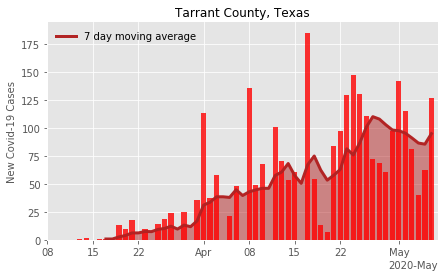 Tarrant County, Texas
7 day moving average
New Covid-19 Cases
175
150
125
100
75
50
25
0
08 15 22 Apr 08 15 22 May
2020-May